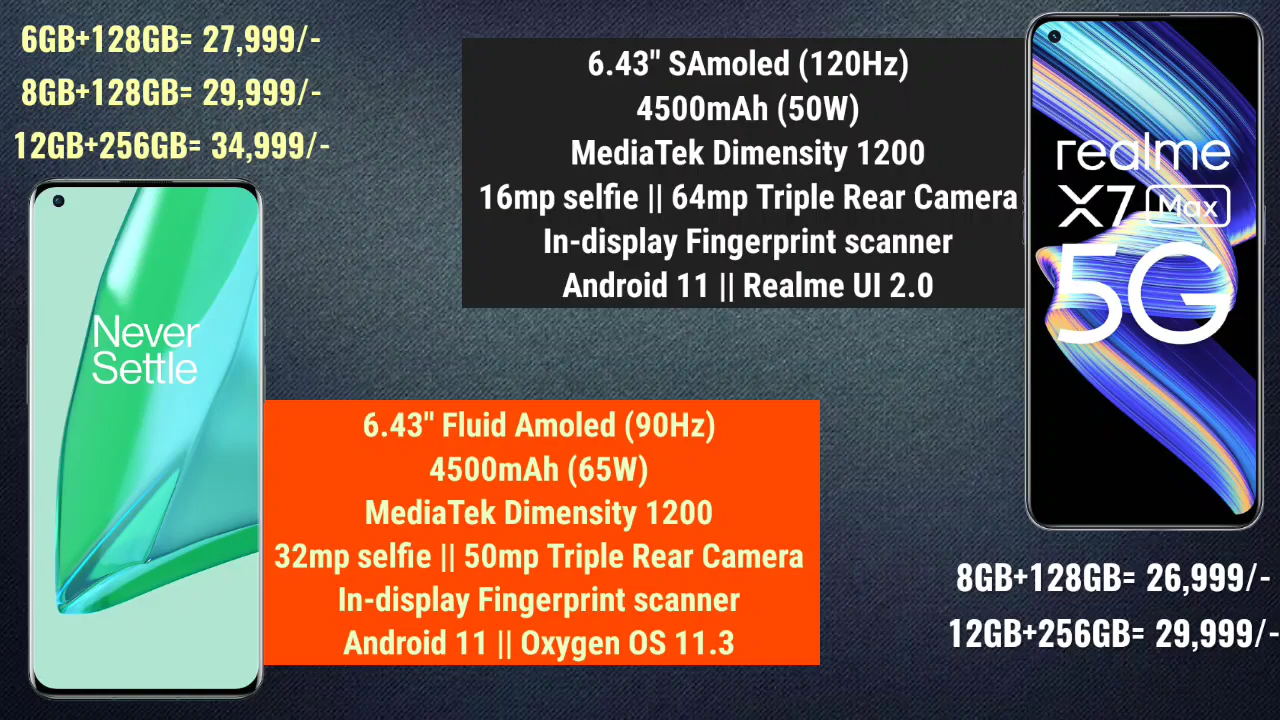 6GB+128GB= 27,999/-
8GB+128GB= 29,999/-
12GB+256GB= 34,999/-
Never
Settle
6.43" SAmoled (120Hz)
4500mAh (50W)
MediaTek Dimensity 1200
16mp selfie || 64mp Triple Rear Camera
In-display Fingerprint scanner
Android 11 || Realme UI 2.0
realme
X7 Max
5G
6.43" Fluid Amoled (90Hz)
4500mAh (65W)
MediaTek Dimensity 1200
32mp selfie || 50mp Triple Rear Camera
In-display Fingerprint scanner
Android 11 || Oxygen OS 11.3
8GB+128GB= 26,999/-
12GB+256GB= 29,999/-